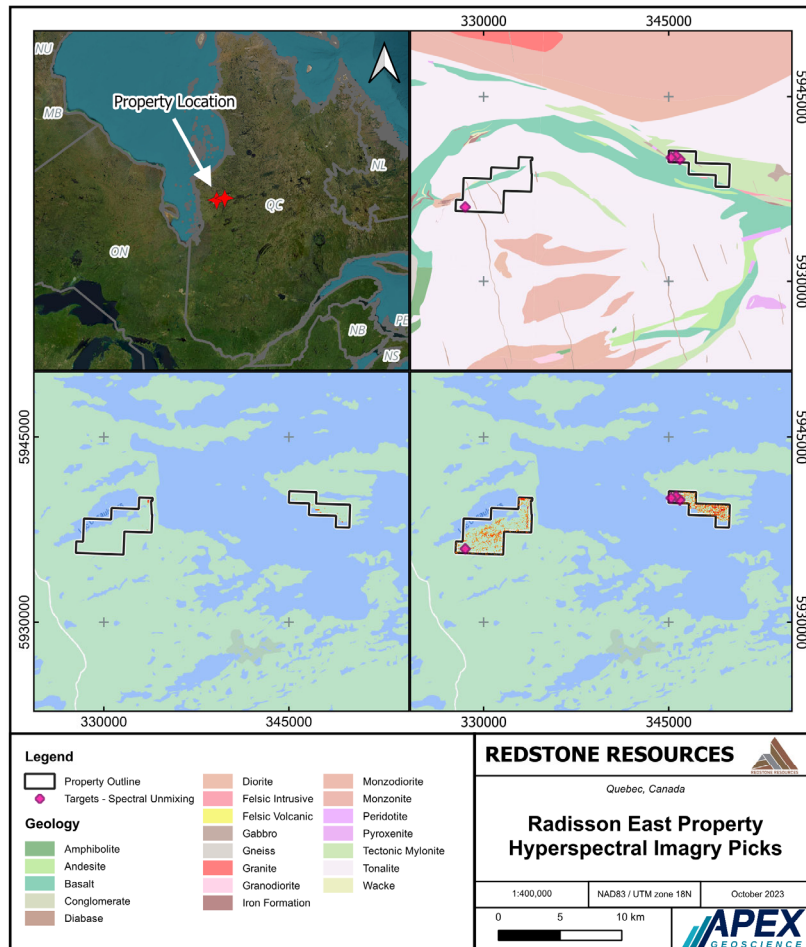 330000
345000
NU
MB
Property Location
NL
QC
ON
NB
PE
NS
5945000
5930000
5945000
5930000
5945000
5930000
330000
345000
330000
345000
Legend
Property Outline
Targets - Spectral Unmixing
Geology
Amphibolite
Andesite
Basalt
Conglomerate
Diabase
Diorite
Felsic Intrusive
Felsic Volcanic
Gabbro
Gneiss
Granite
Granodiorite
Iron Formation
Monzodiorite
Monzonite
Peridotite
Pyroxenite
Tectonic Mylonite
Tonalite
Wacke
REDSTONE RESOURCES
REDSTONE RESOURCES
Quebec, Canada
Radisson East Property
Hyperspectral Imagry Picks
1:400,000
NAD83 / UTM zone 18N
October 2023
0 5 10 km
APEX
GEOSCIENCE